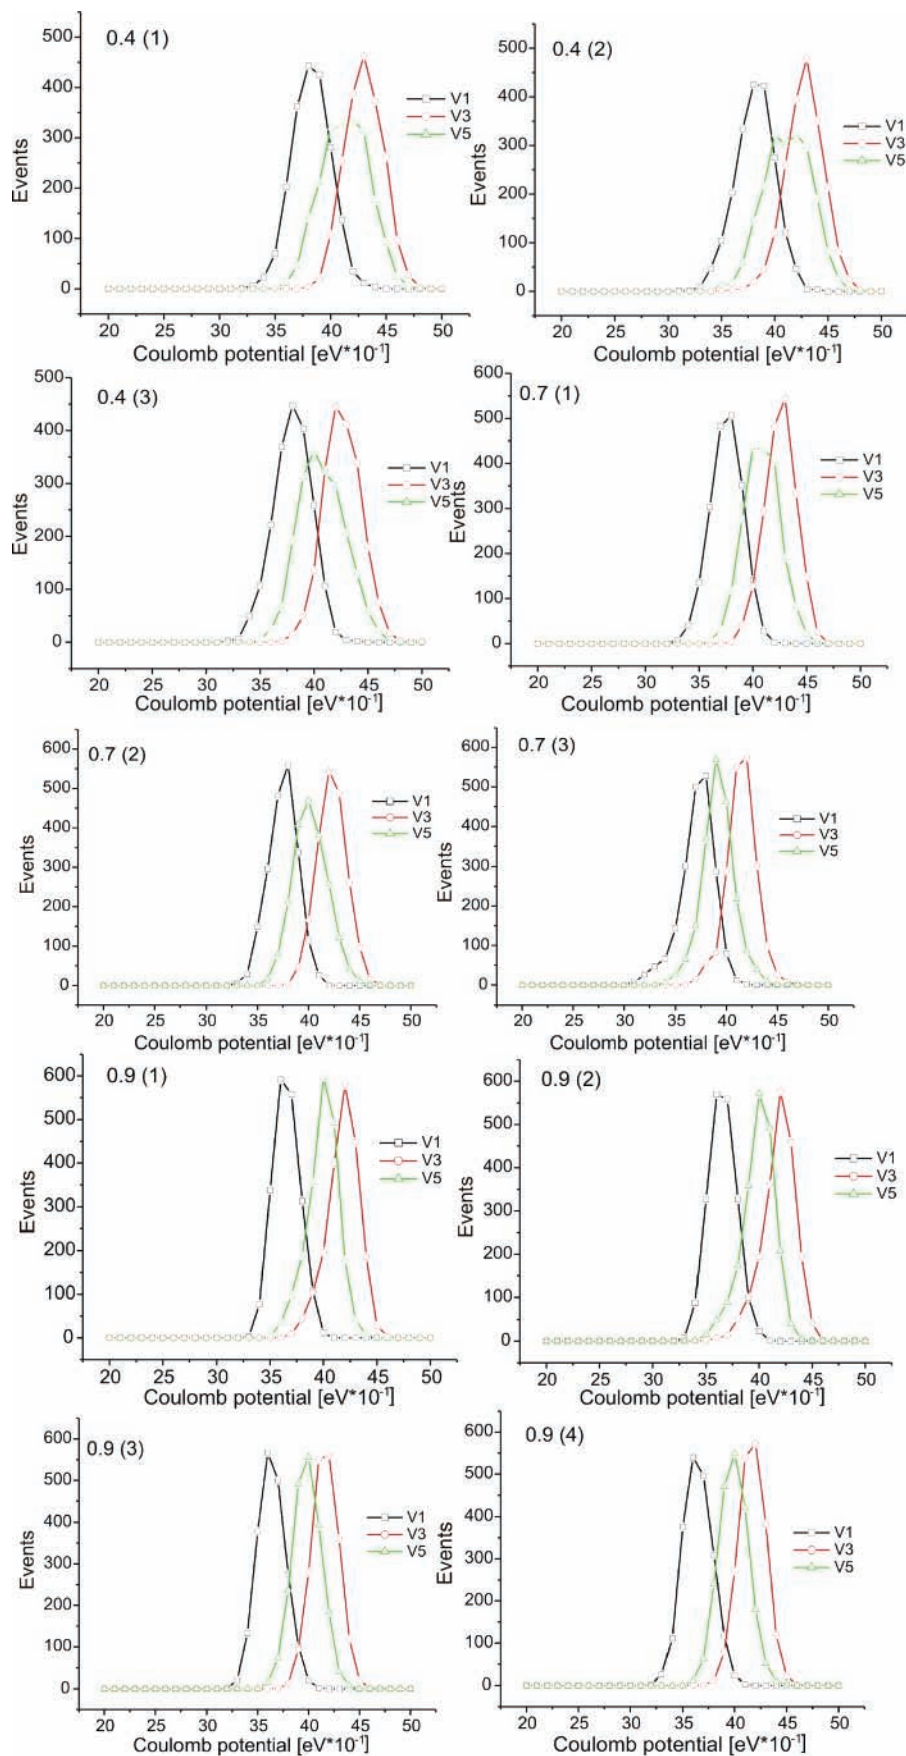 0.4 (1)
500
400
300
200
100
0
Events
V1
V3
V5
20 25 30 35 40 45 50
Coulomb potential [eV*10⁻¹]
0.4 (2)
500
400
300
200
100
0
Events
V1
V3
V5
20 25 30 35 40 45 50
Coulomb potential [eV*10⁻¹]
0.4 (3)
500
400
300
200
100
0
Events
V1
V3
V5
20 25 30 35 40 45 50
Coulomb potential [eV*10⁻¹]
0.7 (1)
600
500
400
300
200
100
0
Events
V1
V3
V5
20 25 30 35 40 45 50
Coulomb potential [eV*10⁻¹]
0.7 (2)
600
500
400
300
200
100
0
Events
V1
V3
V5
20 25 30 35 40 45 50
Coulomb potential [eV*10⁻¹]
0.7 (3)
600
500
400
300
200
100
0
Events
V1
V3
V5
20 25 30 35 40 45 50
Coulomb potential [eV*10⁻¹]
0.9 (1)
600
500
400
300
200
100
0
Events
V1
V3
V5
20 25 30 35 40 45 50
Coulomb potential [eV*10⁻¹]
0.9 (2)
600
500
400
300
200
100
0
Events
V1
V3
V5
20 25 30 35 40 45 50
Coulomb potential [eV*10⁻¹]
0.9 (3)
600
500
400
300
200
100
0
Events
V1
V3
V5
20 25 30 35 40 45 50
Coulomb potential [eV*10⁻¹]
0.9 (4)
600
500
400
300
200
100
0
Events
V1
V3
V5
20 25 30 35 40 45 50
Coulomb potential [eV*10⁻¹]